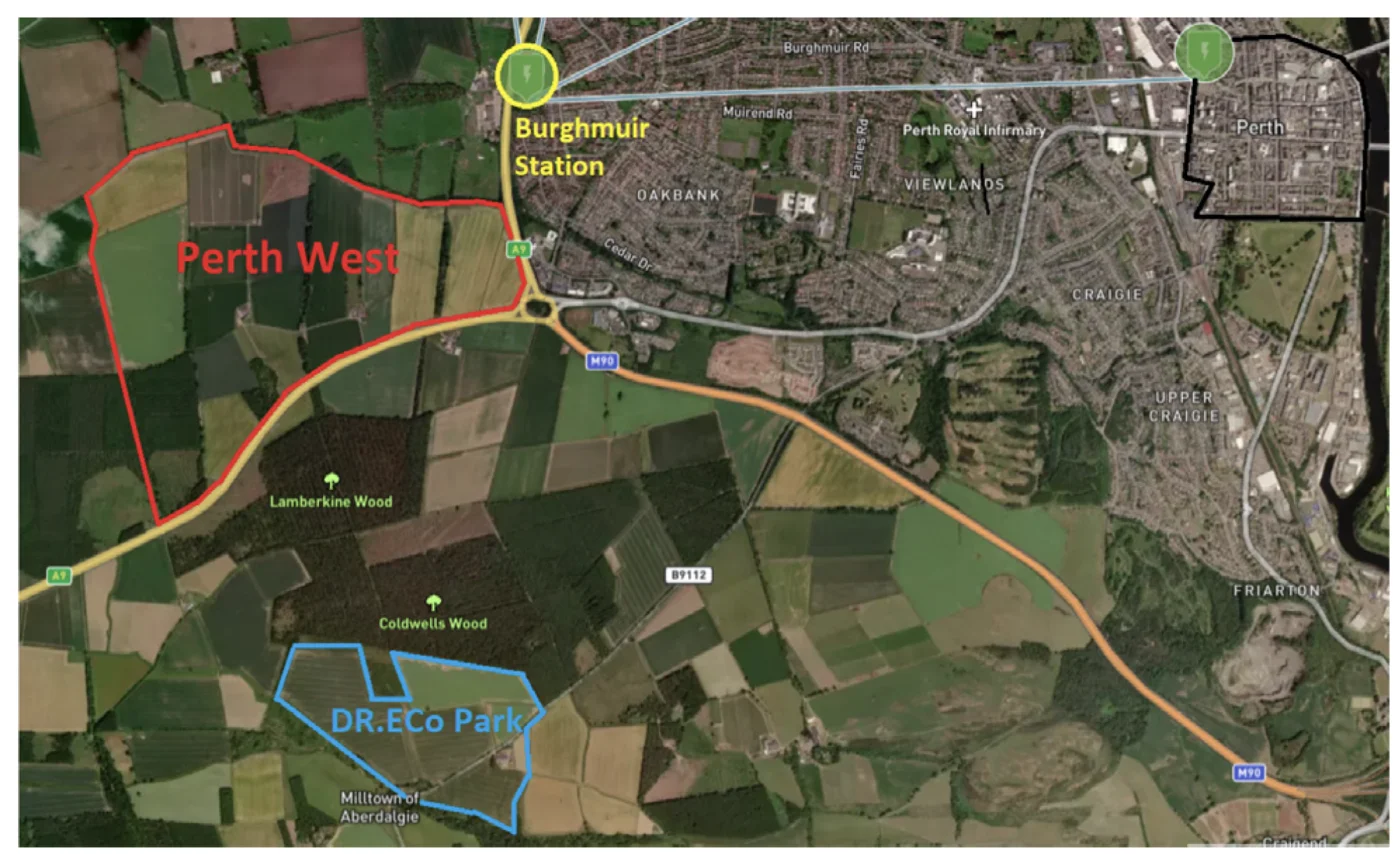 Burghmuir Rd
Muirend Rd
Perth Royal Infirmary
Perth
Burghmuir
Station
Fairies Rd
VIEWLANDS
OAKBANK
A9
Perth West
Cedar Dr
CRAIGIE
M90
UPPER
CRAIGIE
Lamberkine Wood
A9
B9112
FRIARTON
Coldwells Wood
DR.ECo Park
M90
Milltown of
Aberdalgie
Craigend